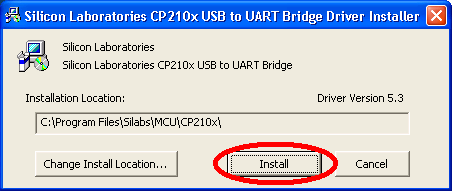 Silicon Laboratories CP210x USB to UART Bridge Driver Installer
Silicon Laboratories
Silicon Laboratories CP210x USB to UART Bridge
Installation Location: Driver Version 5.3
C:\Program Files\Silabs\MCU\CP210x\
Change Install Location... Install Cancel